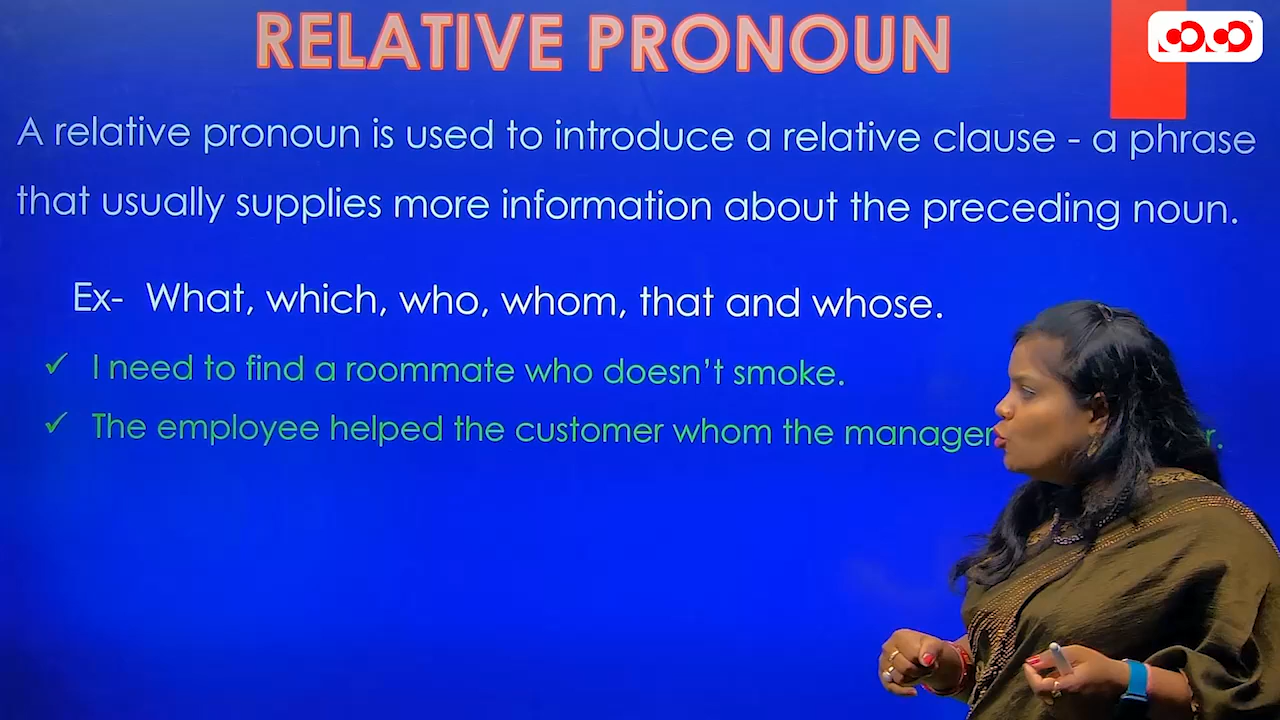 RELATIVE PRONOUN
A relative pronoun is used to introduce a relative clause - a phrase
that usually supplies more information about the preceding noun.
Ex- What, which, who, whom, that and whose.
✓ I need to find a roommate who doesn't smoke.
✓ The employee helped the customer whom the manager